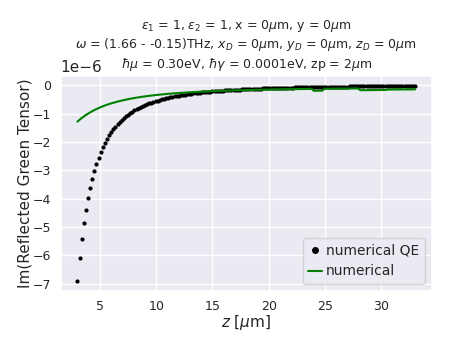 ε₁ = 1, ε₂ = 1, x = 0μm, y = 0μm
ω = (1.66 - -0.15)THz, x_D = 0μm, y_D = 0μm, z_D = 0μm
ℏμ = 0.30eV, ℏγ = 0.0001eV, zp = 2μm
1e−6
Im(Reflected Green Tensor)
0
−1
−2
−3
−4
−5
−6
−7
numerical QE
numerical
5 10 15 20 25 30
z [μm]